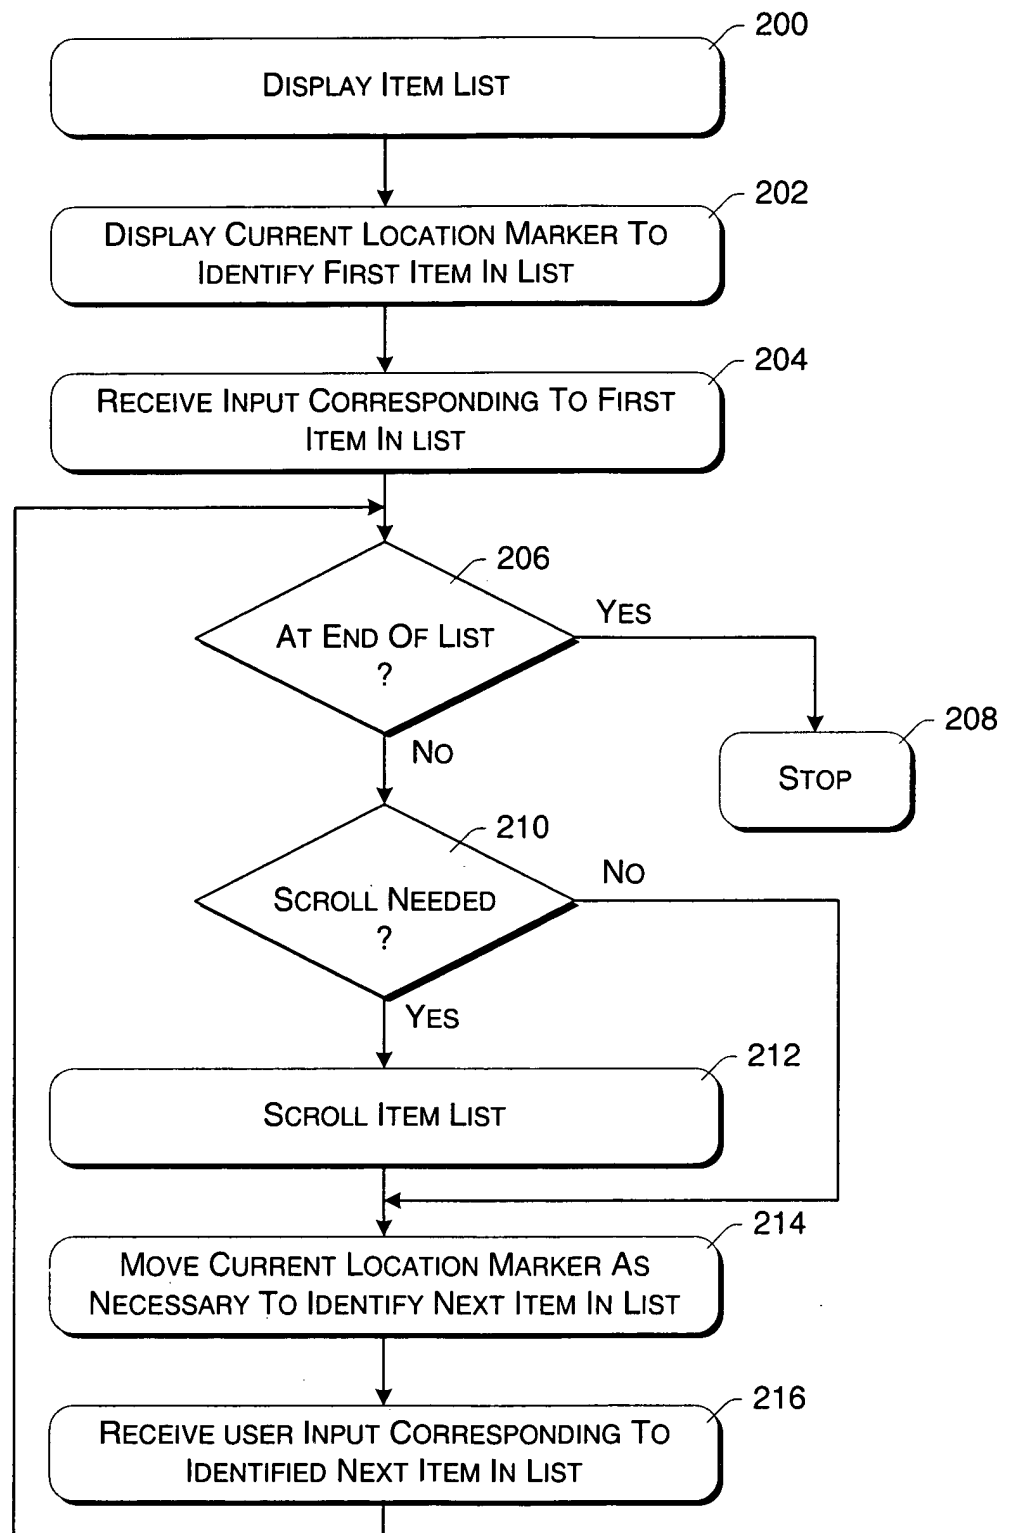 200
DISPLAY ITEM LIST
202
DISPLAY CURRENT LOCATION MARKER TO
IDENTIFY FIRST ITEM IN LIST
204
RECEIVE INPUT CORRESPONDING TO FIRST
ITEM IN LIST
206
AT END OF LIST
?
YES
NO
208
STOP
210
SCROLL NEEDED
?
NO
YES
212
SCROLL ITEM LIST
214
MOVE CURRENT LOCATION MARKER AS
NECESSARY TO IDENTIFY NEXT ITEM IN LIST
216
RECEIVE USER INPUT CORRESPONDING TO
IDENTIFIED NEXT ITEM IN LIST